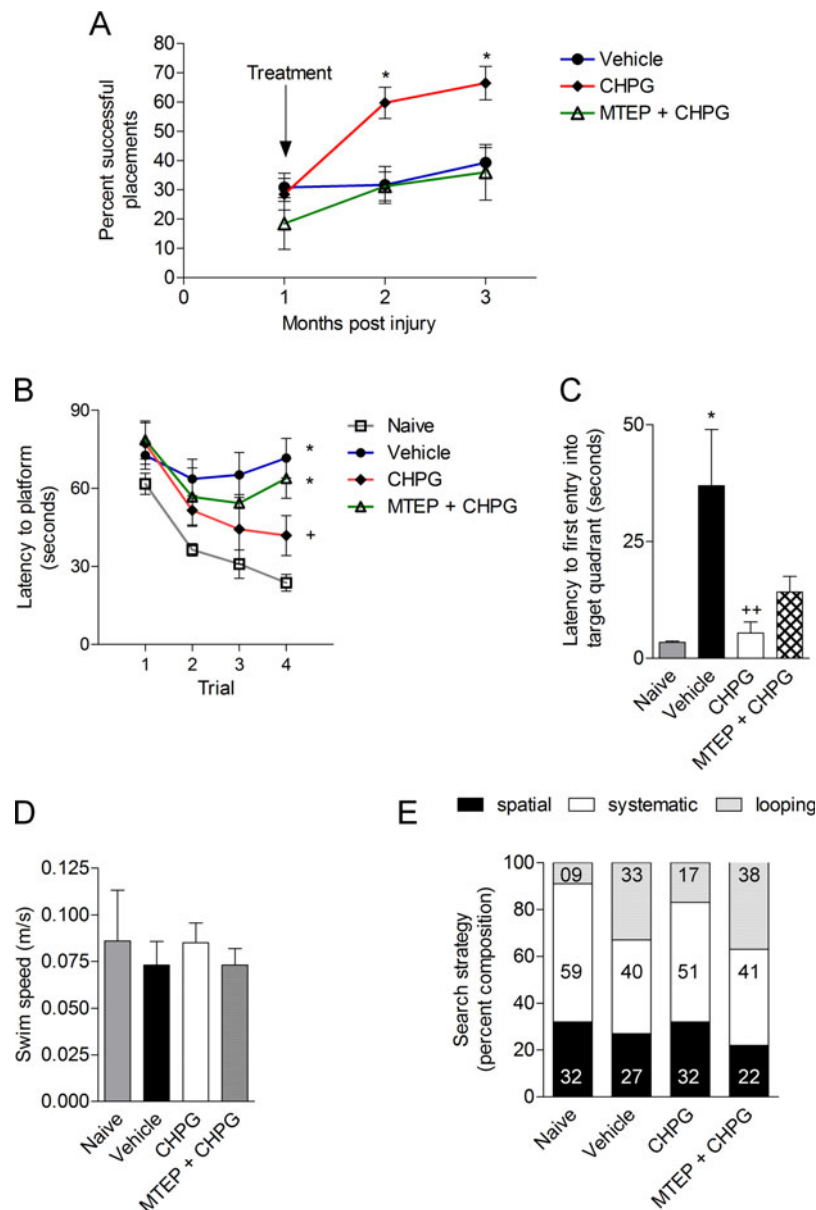 A
Percent successful
placements
80
70
60
50
40
30
20
10
0
Treatment
*
*
0
1
2
3
Months post injury
Vehicle
CHPG
MTEP + CHPG
B
Latency to platform
(seconds)
90
60
30
0
1
2
3
4
Trial
*
*
+
Naive
Vehicle
CHPG
MTEP + CHPG
C
Latency to first entry into
target quadrant (seconds)
50
25
0
*
++
Naive
Vehicle
CHPG
MTEP + CHPG
D
Swim speed (m/s)
0.125
0.100
0.075
0.050
0.025
0.000
Naive
Vehicle
CHPG
MTEP + CHPG
E
spatial systematic looping
Search strategy
(percent composition)
100
80
60
40
20
0
09 33 17 38
59 40 51 41
32 27 32 22
Naive
Vehicle
CHPG
MTEP + CHPG